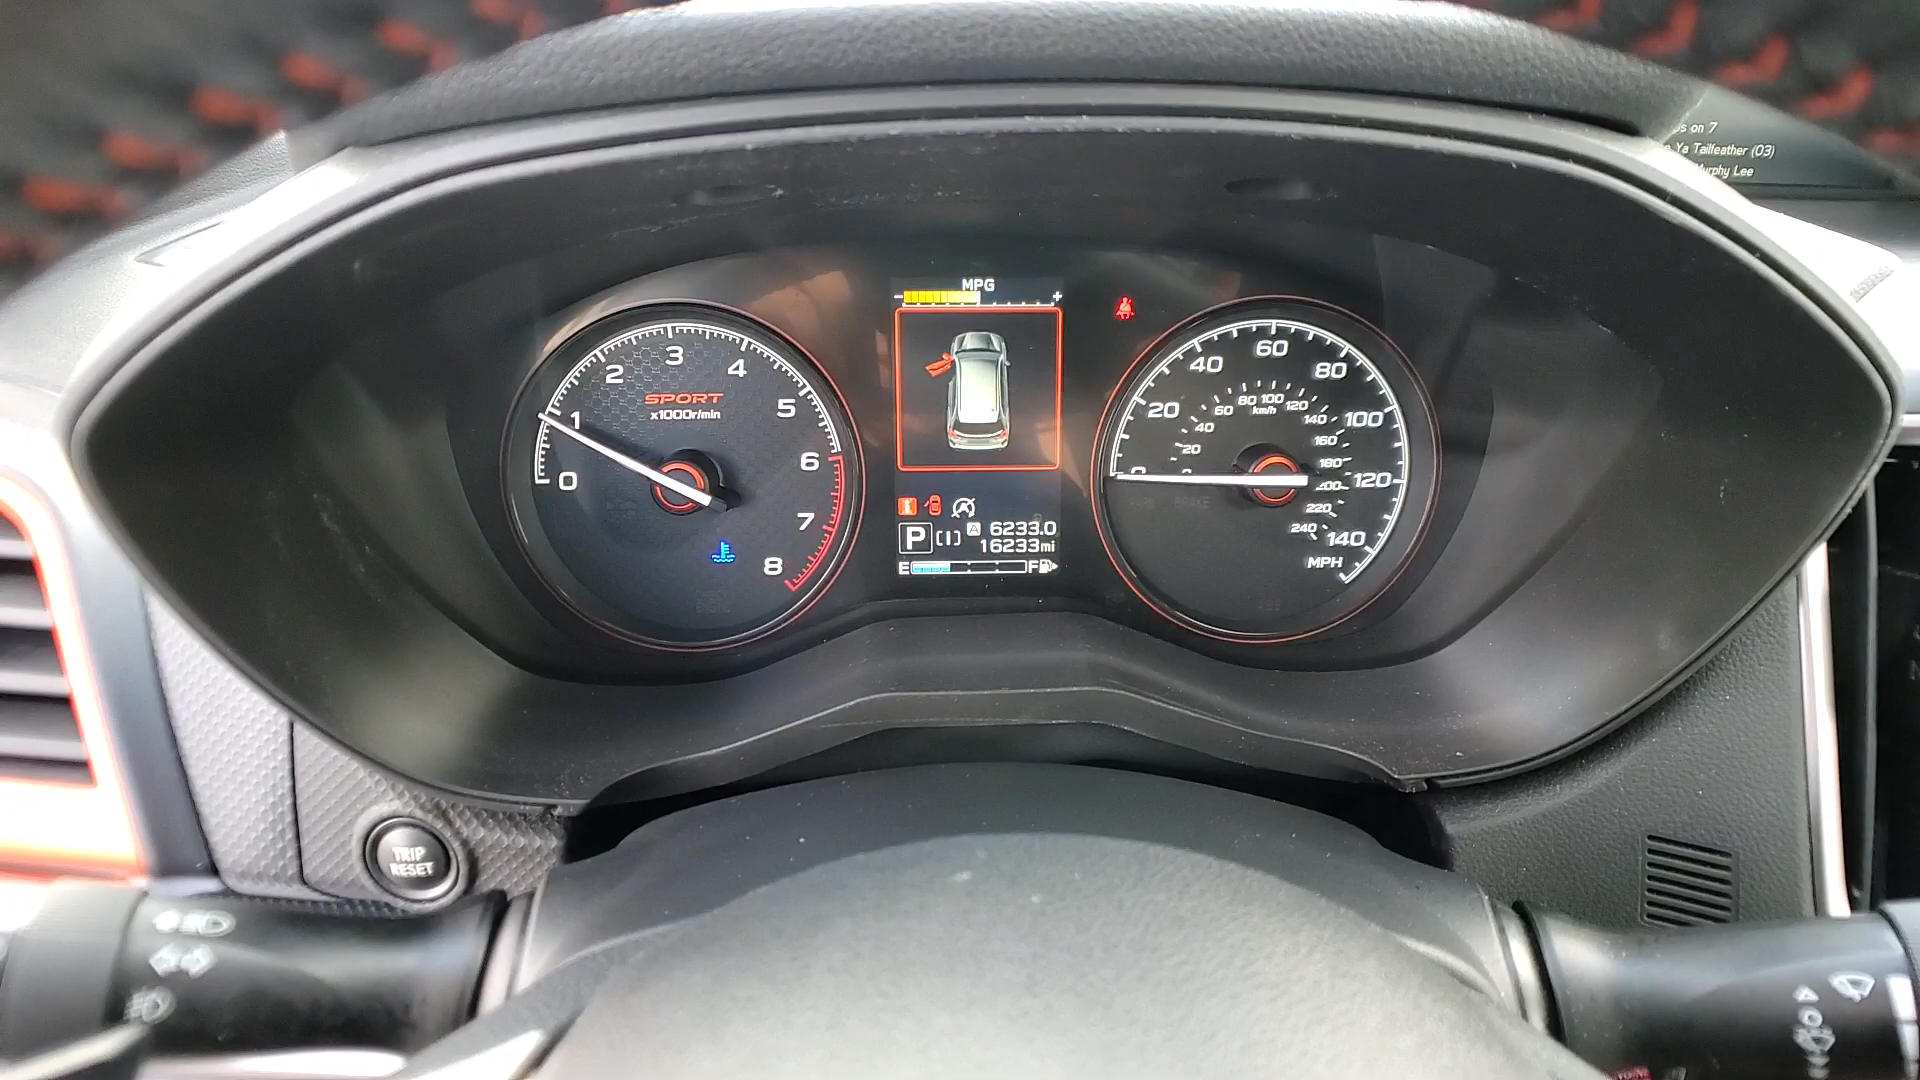 s on 7
Ya Tailfeather (03)
Murphy Lee
MPG
- +
1 2 3 4 5 6 7 8 0
SPORT
x1000r/min
0 20 40 60 80 100 120 140
MPH
20 40 60 80 100 120 140 160 180 200 220 240
km/h
P
A 6233.0
16233mi
E F
TRIP
RESET